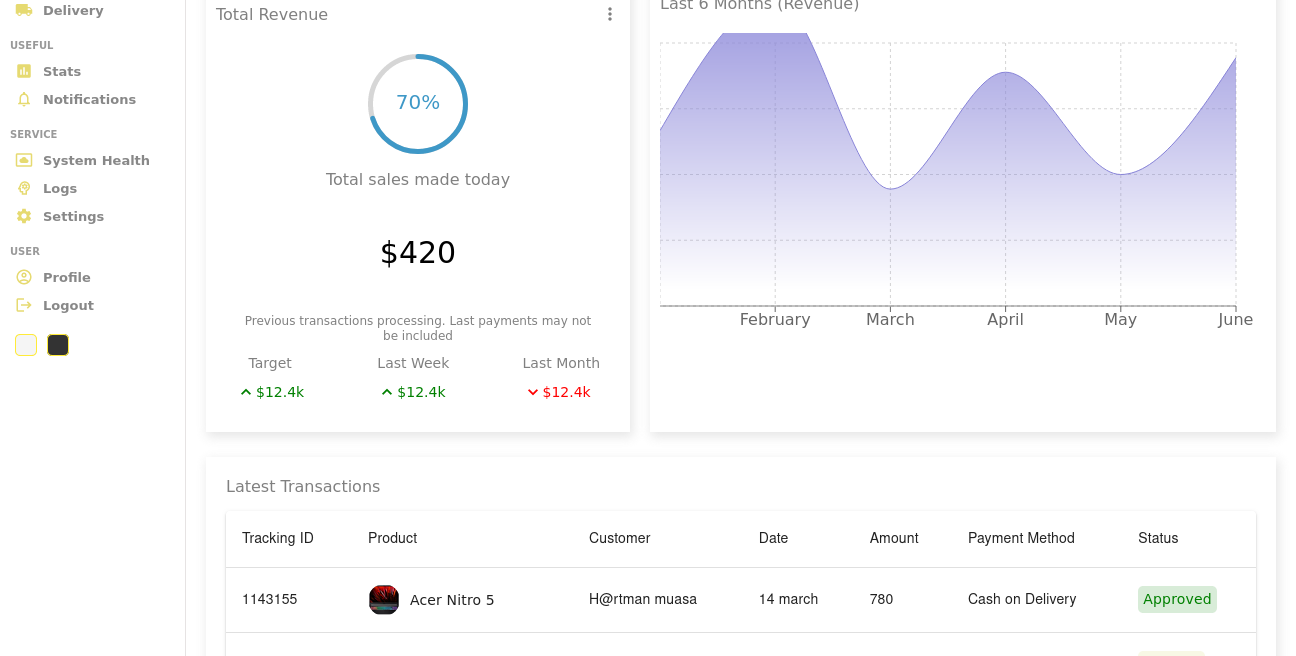 Delivery
USEFUL
Stats
Notifications
SERVICE
System Health
Logs
Settings
USER
Profile
Logout
Total Revenue
70%
Total sales made today
$420
Previous transactions processing. Last payments may not
be included
Target Last Week Last Month
$12.4k $12.4k $12.4k
Last 6 Months (Revenue)
February March April May June
Latest Transactions
Tracking ID Product Customer Date Amount Payment Method Status
1143155 Acer Nitro 5 H@rtman muasa 14 march 780 Cash on Delivery Approved